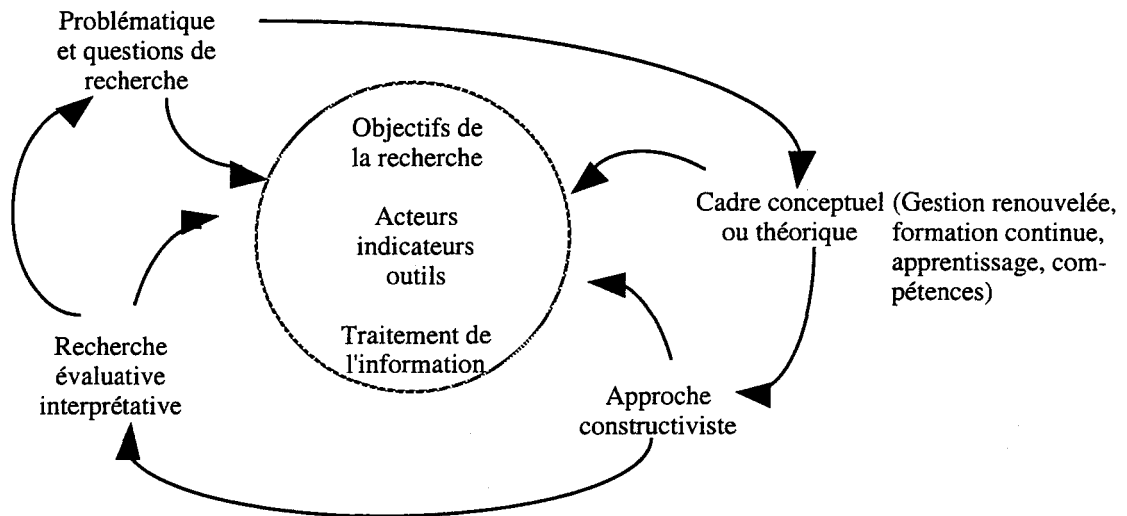 Problématique
et questions de
recherche
Objectifs de
la recherche
Acteurs
indicateurs
outils
Traitement de
l'information
Cadre conceptuel
ou théorique
(Gestion renouvelée,
formation continue,
apprentissage, com-
pétences)
Approche
constructiviste
Recherche
évaluative
interprétative